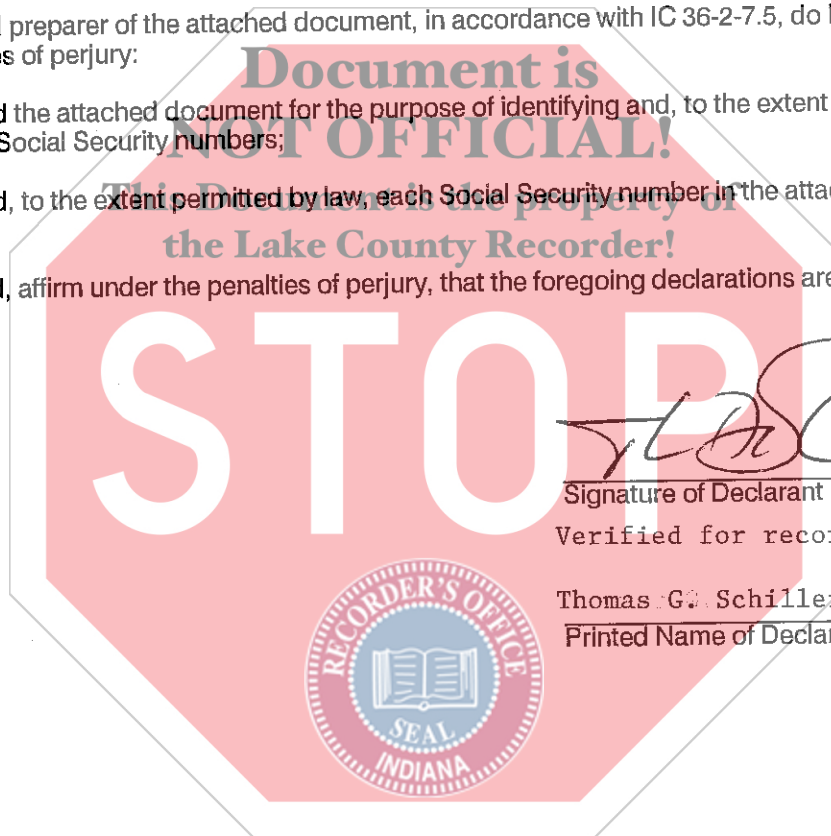 preparer of the attached document, in accordance with IC 36-2-7.5, do
s of perjury:
Document is
the attached document for the purpose of identifying and, to the extent
NOT OFFICIAL!
Social Security numbers;
This Document is the property of
, to the extent permitted by law, each Social Security number in the
the Lake County Recorder!
, affirm under the penalties of perjury, that the foregoing declarations are
STOP
Signature of Declarant
Verified for
Thomas G. Schille
Printed Name of
RECORDER'S OFFICE
SEAL
INDIANA